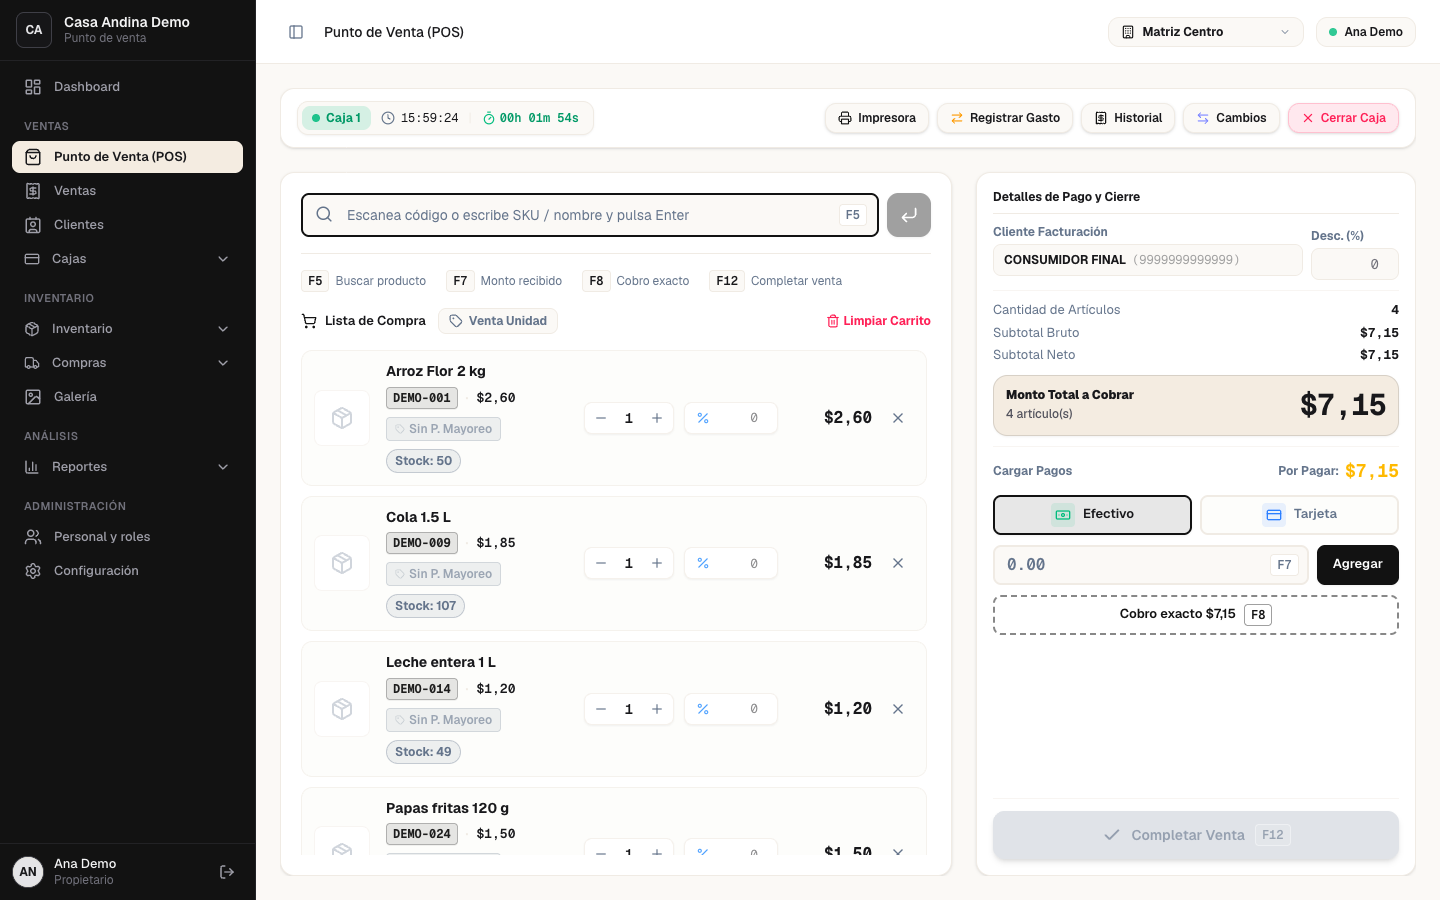 CA
Casa Andina Demo
Punto de venta
Dashboard
VENTAS
Punto de Venta (POS)
Ventas
Clientes
Cajas
INVENTARIO
Inventario
Compras
Galería
ANÁLISIS
Reportes
ADMINISTRACIÓN
Personal y roles
Configuración
AN
Ana Demo
Propietario
Punto de Venta (POS)
Matriz Centro
Ana Demo
Caja 1
15:59:24
00h 01m 54s
Impresora
Registrar Gasto
Historial
Cambios
Cerrar Caja
Escanea código o escribe SKU / nombre y pulsa Enter F5
F5 Buscar producto F7 Monto recibido F8 Cobro exacto F12 Completar venta
Lista de Compra Venta Unidad Limpiar Carrito
Arroz Flor 2 kg
DEMO-001 · $2,60
Sin P. Mayoreo
Stock: 50
1 % 0 $2,60
Cola 1.5 L
DEMO-009 · $1,85
Sin P. Mayoreo
Stock: 107
1 % 0 $1,85
Leche entera 1 L
DEMO-014 · $1,20
Sin P. Mayoreo
Stock: 49
1 % 0 $1,20
Papas fritas 120 g
DEMO-024 · $1,50
1 % 0 $1,50
Detalles de Pago y Cierre
Cliente Facturación
CONSUMIDOR FINAL (9999999999999)
Desc. (%)
0
Cantidad de Artículos 4
Subtotal Bruto $7,15
Subtotal Neto $7,15
Monto Total a Cobrar
4 artículo(s)
$7,15
Cargar Pagos Por Pagar: $7,15
Efectivo
Tarjeta
0.00 F7
Agregar
Cobro exacto $7,15 F8
Completar Venta F12